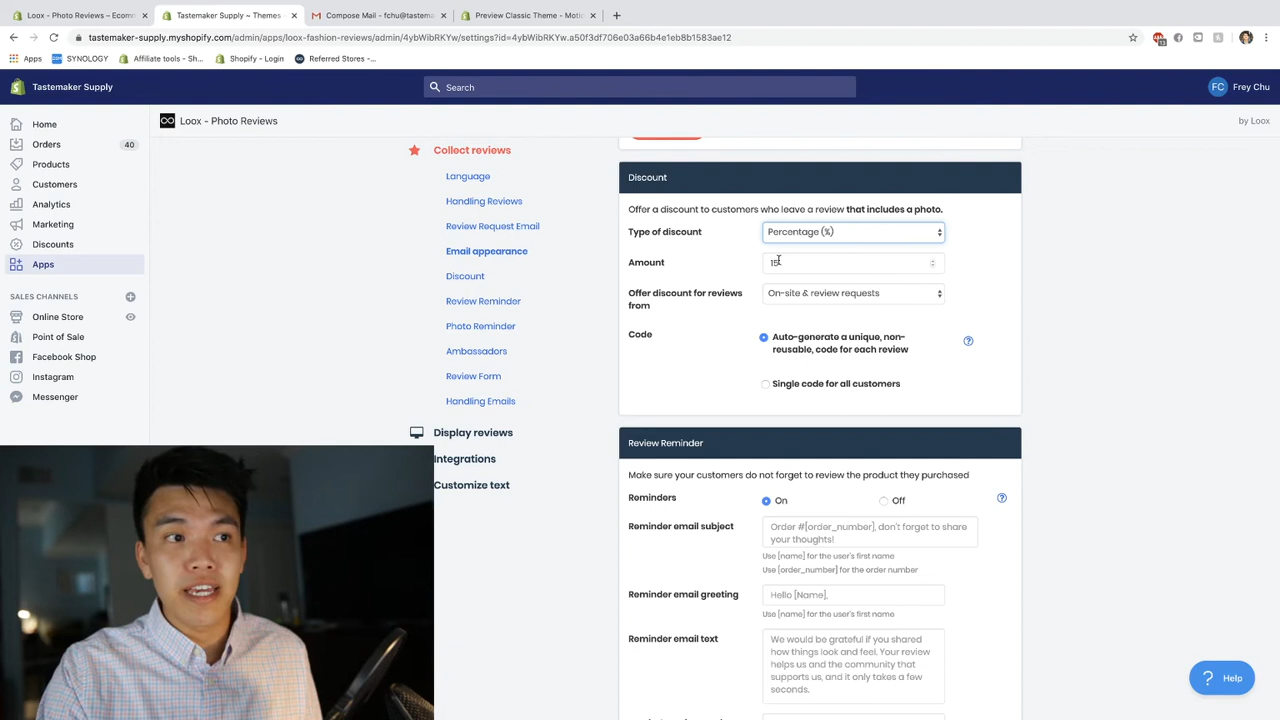 Loox - Photo Reviews – Ecomm
Tastemaker Supply ~ Themes
Compose Mail - fchu@tastema
Preview Classic Theme - Motio
tastemaker-supply.myshopify.com/admin/apps/loox-fashion-reviews/admin/4ybWibRKYw/settings?id=4ybWibRKYw.a50f3df706e03a66b4e1eb8b1583ae12
13
Apps
SYNOLOGY
Affiliate tools - Sh...
Shopify - Login
Referred Stores -...
Tastemaker Supply
Search
FC
Frey Chu
Loox - Photo Reviews
by Loox
Home
Orders
40
Products
Customers
Analytics
Marketing
Discounts
Apps
SALES CHANNELS
Online Store
Point of Sale
Facebook Shop
Instagram
Messenger
Collect reviews
Language
Handling Reviews
Review Request Email
Email appearance
Discount
Review Reminder
Photo Reminder
Ambassadors
Review Form
Handling Emails
Display reviews
Integrations
Customize text
Discount
Offer a discount to customers who leave a review that includes a photo.
Type of discount
Percentage (%)
Amount
15
Offer discount for reviews
from
On-site & review requests
Code
Auto-generate a unique, non-
reusable, code for each review
Single code for all customers
Review Reminder
Make sure your customers do not forget to review the product they purchased
Reminders
On
Off
Reminder email subject
Order #[order_number], don't forget to share
your thoughts!
Use [name] for the user's first name
Use [order_number] for the order number
Reminder email greeting
Hello [Name],
Use [name] for the user's first name
Reminder email text
We would be grateful if you shared
how things look and feel. Your review
helps us and the community that
supports us, and it only takes a few
seconds.
Help